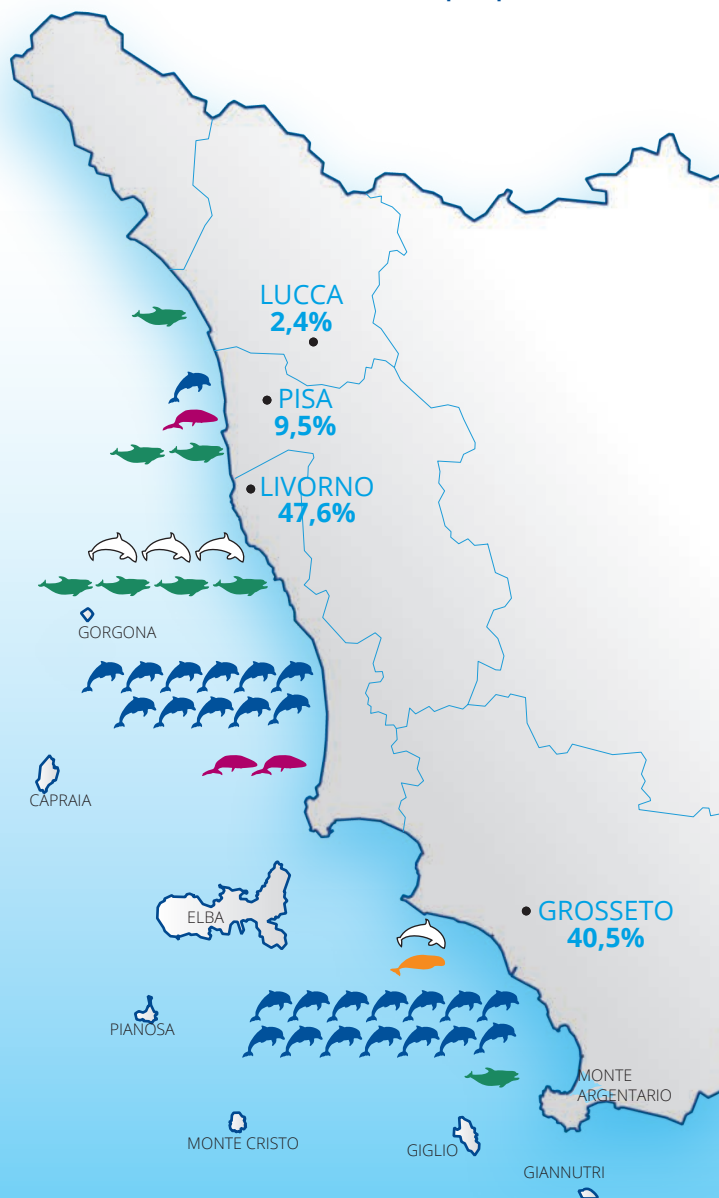 LUCCA
2,4%
PISA
9,5%
LIVORNO
47,6%
GORGONA
CAPRAIA
ELBA
GROSSETO
40,5%
PIANOSA
MONTE
ARGENTARIO
MONTE CRISTO
GIGLIO
GIANNUTRI